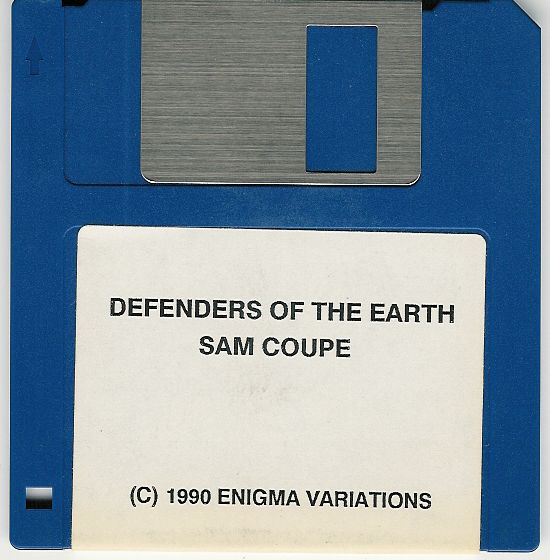 DEFENDERS OF THE EARTH
SAM COUPE
(C) 1990 ENIGMA VARIATIONS